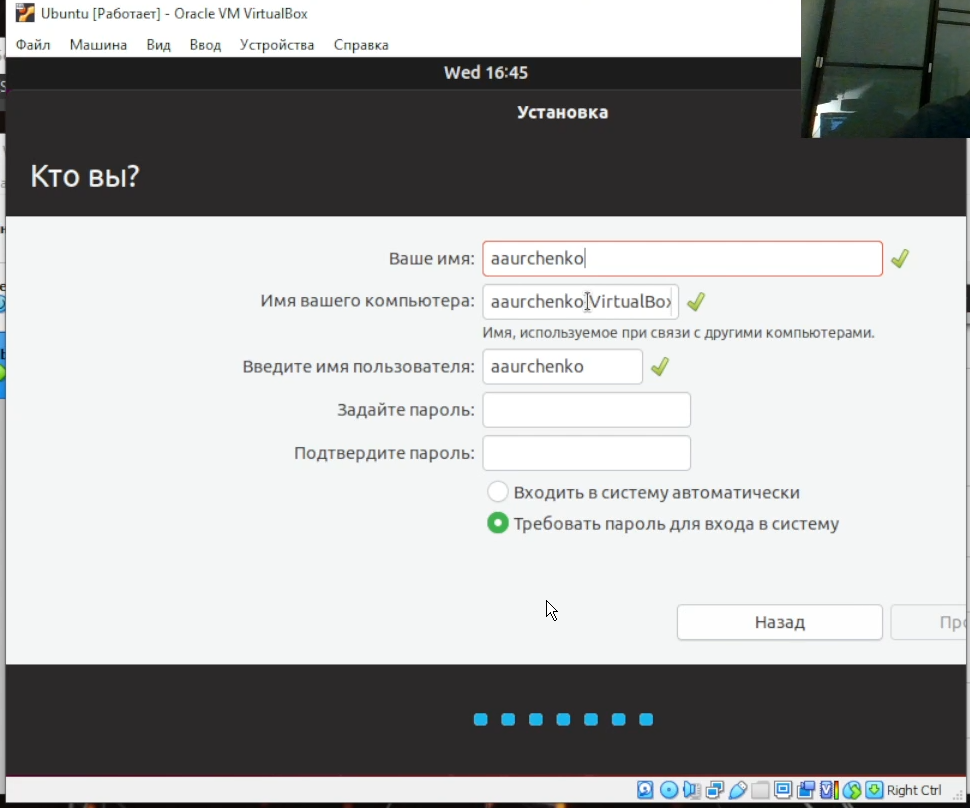 Ubuntu [Работает] - Oracle VM VirtualBox
Файл Машина Вид Ввод Устройства Справка
Wed 16:45
Установка
Кто вы?
Ваше имя: aaurchenko
Имя вашего компьютера: aaurchenko VirtualBox
Имя, используемое при связи с другими компьютерами.
Введите имя пользователя: aaurchenko
Задайте пароль:
Подтвердите пароль:
Входить в систему автоматически
Требовать пароль для входа в систему
Назад
Right Ctrl